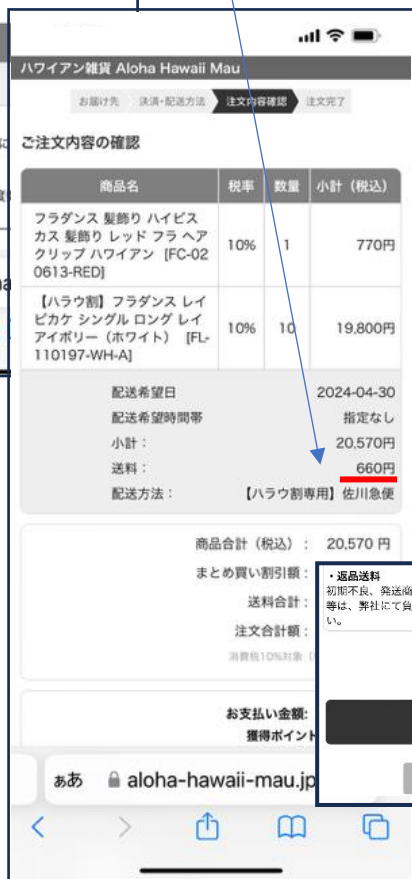 ハワイアン雑貨 Aloha Hawaii Mau
お届け先 決済・配送方法 注文内容確認 注文完了
ご注文内容の確認
商品名 税率 数量 小計（税込）
フラダンス 髪飾り ハイビス
カス 髪飾り レッド フラ ヘア
クリップ ハワイアン [FC-02
0613-RED]
10% 1 770円
【ハラウ割】フラダンス レイ
ピカケ シングル ロング レイ
アイボリー（ホワイト） [FL-
110197-WH-A]
10% 10 19,800円
配送希望日 2024-04-30
配送希望時間帯 指定なし
小計： 20,570円
送料： 660円
配送方法： 【ハラウ割専用】佐川急便
商品合計（税込）： 20,570 円
まとめ買い割引額：
送料合計：
注文合計額：
消費税10%対象
お支払い金額:
獲得ポイント
・返品送料
初期不良、発送商
等は、弊社にて負
い。
ぁあ aloha-hawaii-mau.jp